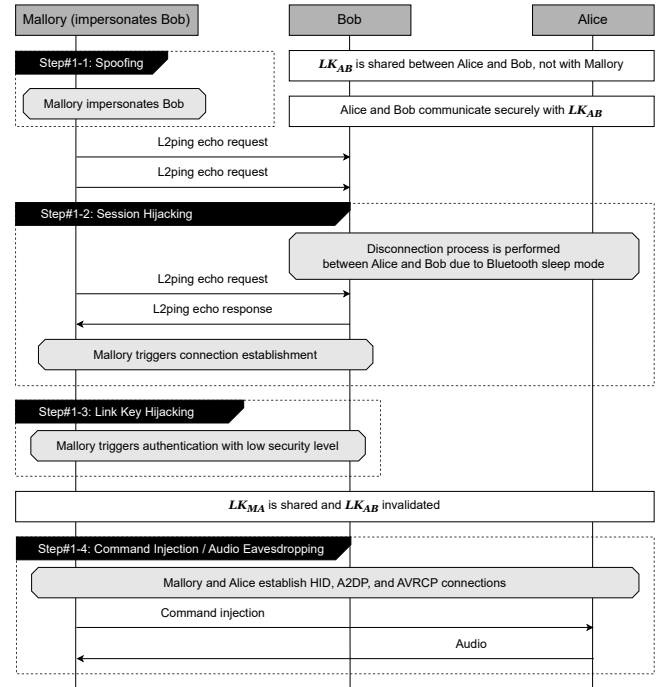 Mallory (impersonates Bob)
Bob
Alice
Step#1-1: Spoofing
LK_AB is shared between Alice and Bob, not with Mallory
Mallory impersonates Bob
Alice and Bob communicate securely with LK_AB
L2ping echo request
L2ping echo request
Step#1-2: Session Hijacking
Disconnection process is performed
between Alice and Bob due to Bluetooth sleep mode
L2ping echo request
L2ping echo response
Mallory triggers connection establishment
Step#1-3: Link Key Hijacking
Mallory triggers authentication with low security level
LK_MA is shared and LK_AB invalidated
Step#1-4: Command Injection / Audio Eavesdropping
Mallory and Alice establish HID, A2DP, and AVRCP connections
Command injection
Audio